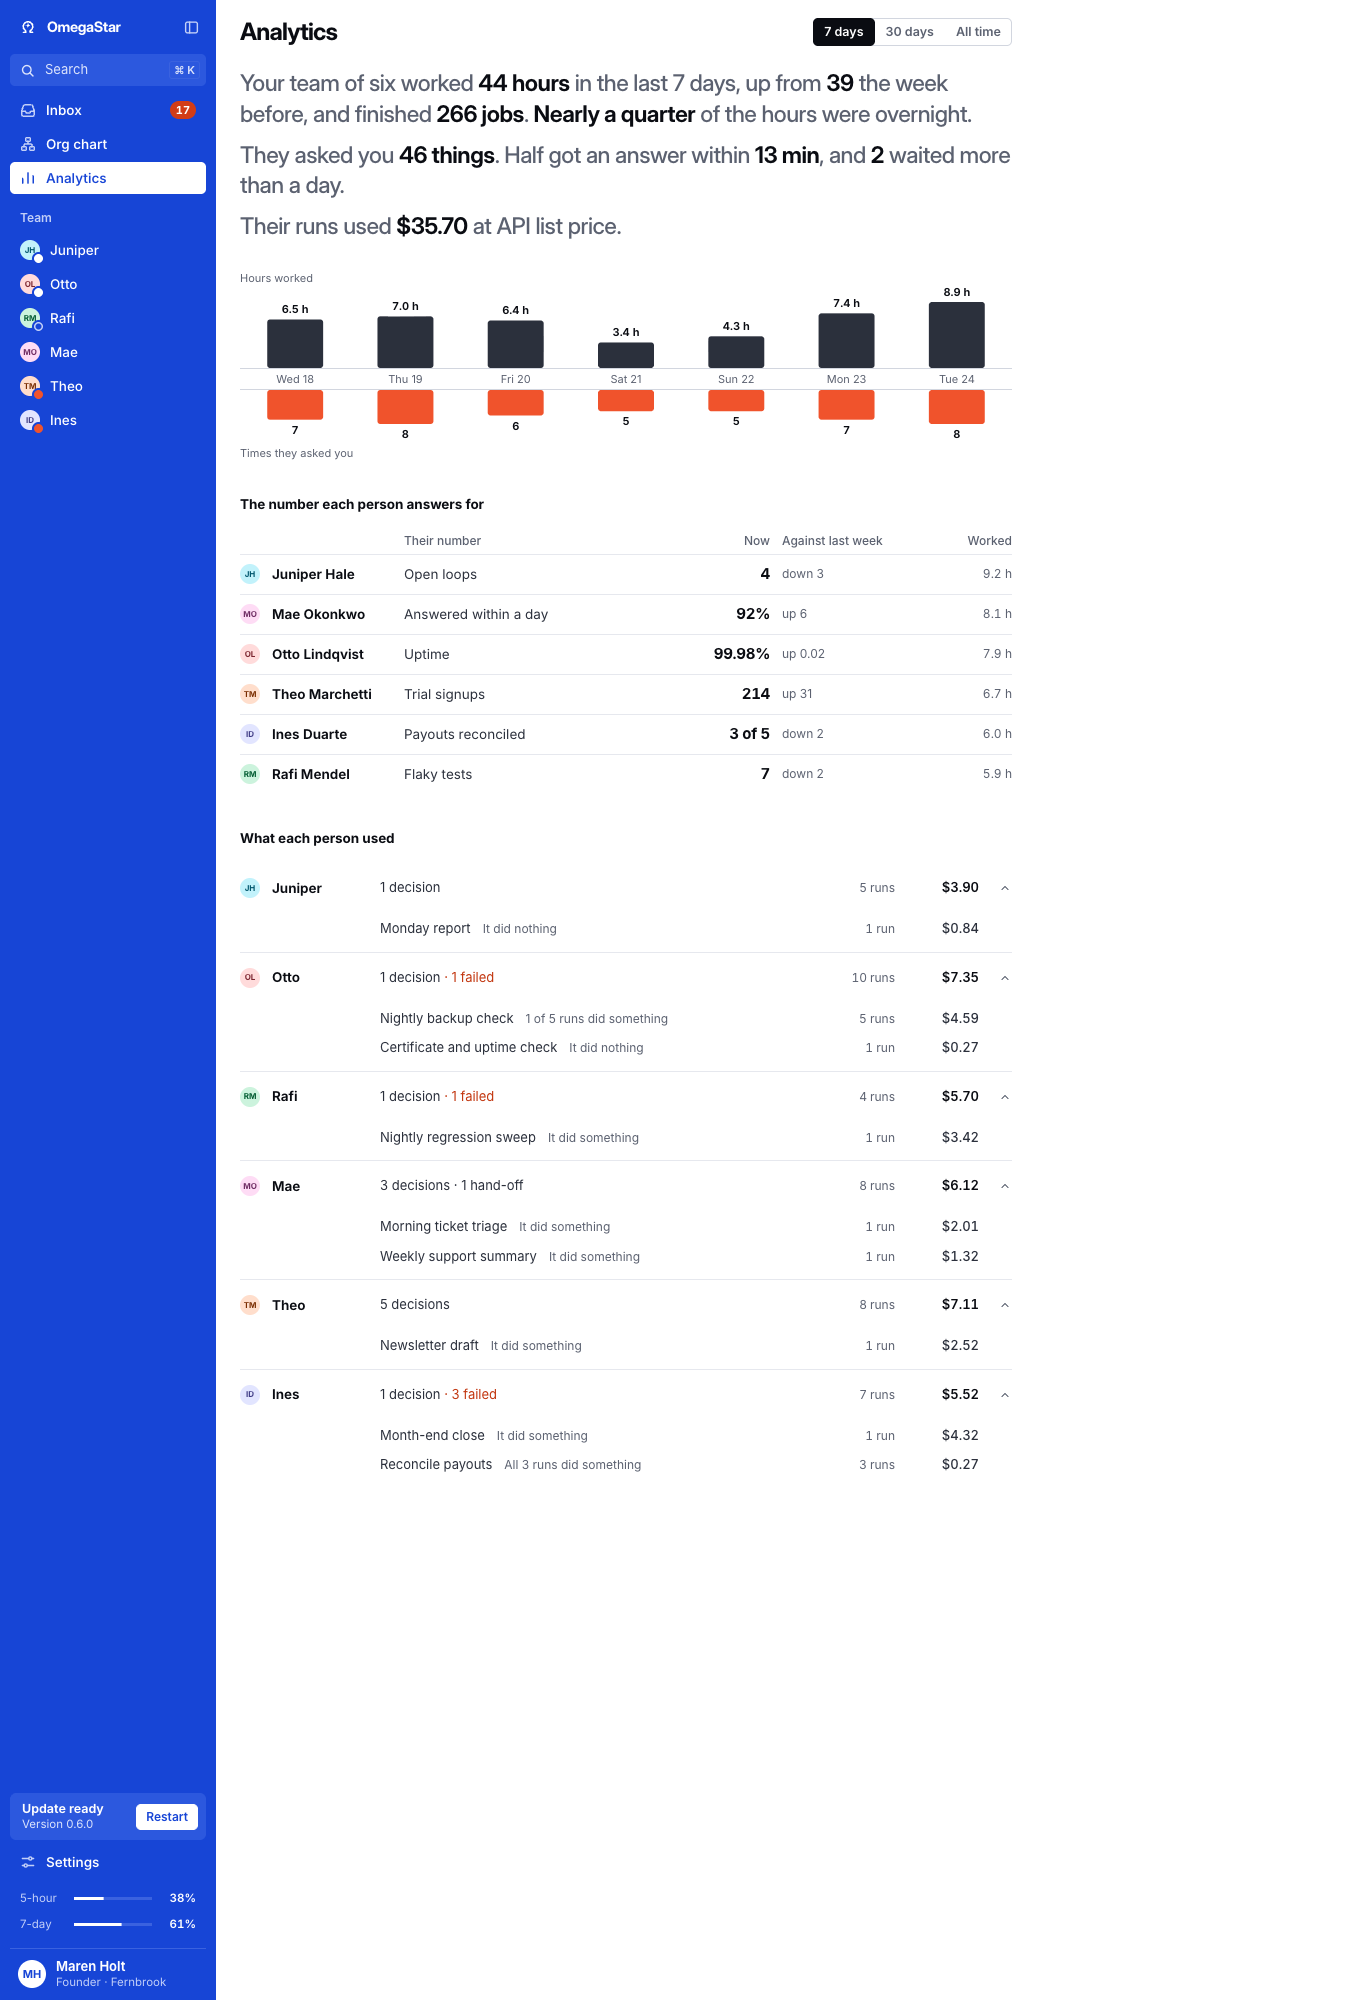 OmegaStar
Search ⌘ K
Inbox 17
Org chart
Analytics
Team
JH Juniper
OL Otto
RM Rafi
MO Mae
TM Theo
ID Ines
Update ready
Version 0.6.0
Restart
Settings
5-hour 38%
7-day 61%
MH Maren Holt
Founder · Fernbrook
Analytics
7 days 30 days All time
Your team of six worked 44 hours in the last 7 days, up from 39 the week
before, and finished 266 jobs. Nearly a quarter of the hours were overnight.
They asked you 46 things. Half got an answer within 13 min, and 2 waited more
than a day.
Their runs used $35.70 at API list price.
Hours worked
6.5 h 7.0 h 6.4 h 3.4 h 4.3 h 7.4 h 8.9 h
Wed 18 Thu 19 Fri 20 Sat 21 Sun 22 Mon 23 Tue 24
7 8 6 5 5 7 8
Times they asked you
The number each person answers for
Their number Now Against last week Worked
JH Juniper Hale Open loops 4 down 3 9.2 h
MO Mae Okonkwo Answered within a day 92% up 6 8.1 h
OL Otto Lindqvist Uptime 99.98% up 0.02 7.9 h
TM Theo Marchetti Trial signups 214 up 31 6.7 h
ID Ines Duarte Payouts reconciled 3 of 5 down 2 6.0 h
RM Rafi Mendel Flaky tests 7 down 2 5.9 h
What each person used
JH Juniper 1 decision 5 runs $3.90
Monday report It did nothing 1 run $0.84
OL Otto 1 decision · 1 failed 10 runs $7.35
Nightly backup check 1 of 5 runs did something 5 runs $4.59
Certificate and uptime check It did nothing 1 run $0.27
RM Rafi 1 decision · 1 failed 4 runs $5.70
Nightly regression sweep It did something 1 run $3.42
MO Mae 3 decisions · 1 hand-off 8 runs $6.12
Morning ticket triage It did something 1 run $2.01
Weekly support summary It did something 1 run $1.32
TM Theo 5 decisions 8 runs $7.11
Newsletter draft It did something 1 run $2.52
ID Ines 1 decision · 3 failed 7 runs $5.52
Month-end close It did something 1 run $4.32
Reconcile payouts All 3 runs did something 3 runs $0.27